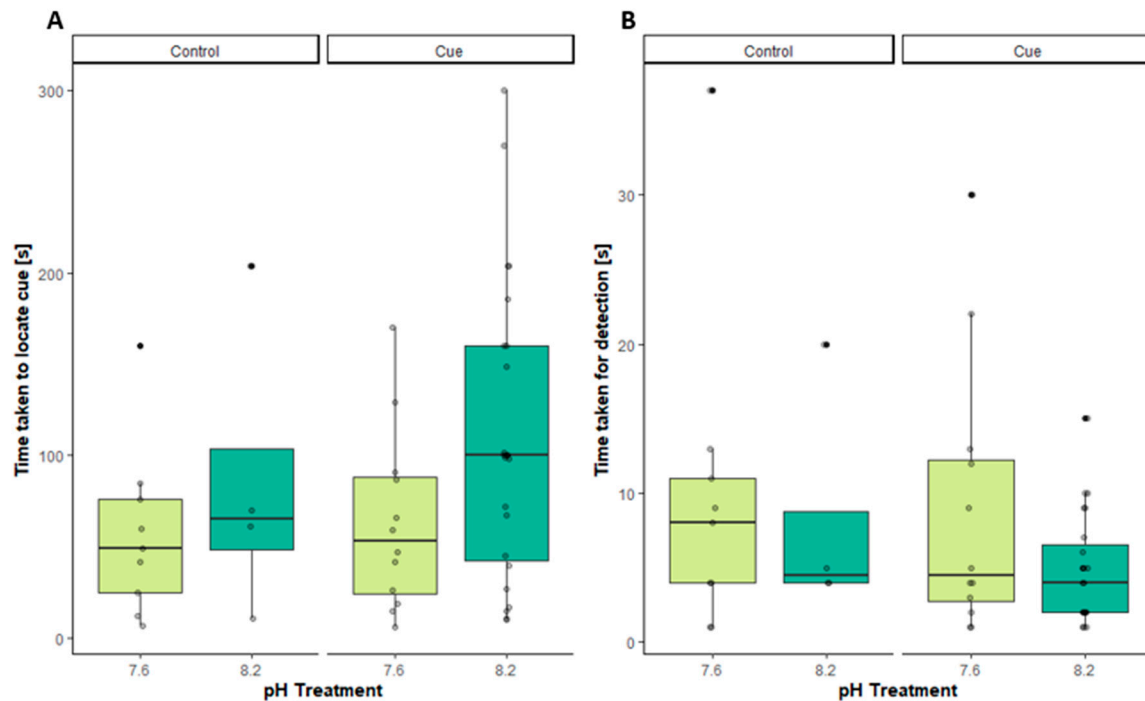 A
Control
Cue
Time taken to locate cue [s]
300
200
100
0
7.6
8.2
7.6
8.2
pH Treatment
B
Control
Cue
Time taken for detection [s]
30
20
10
0
7.6
8.2
7.6
8.2
pH Treatment